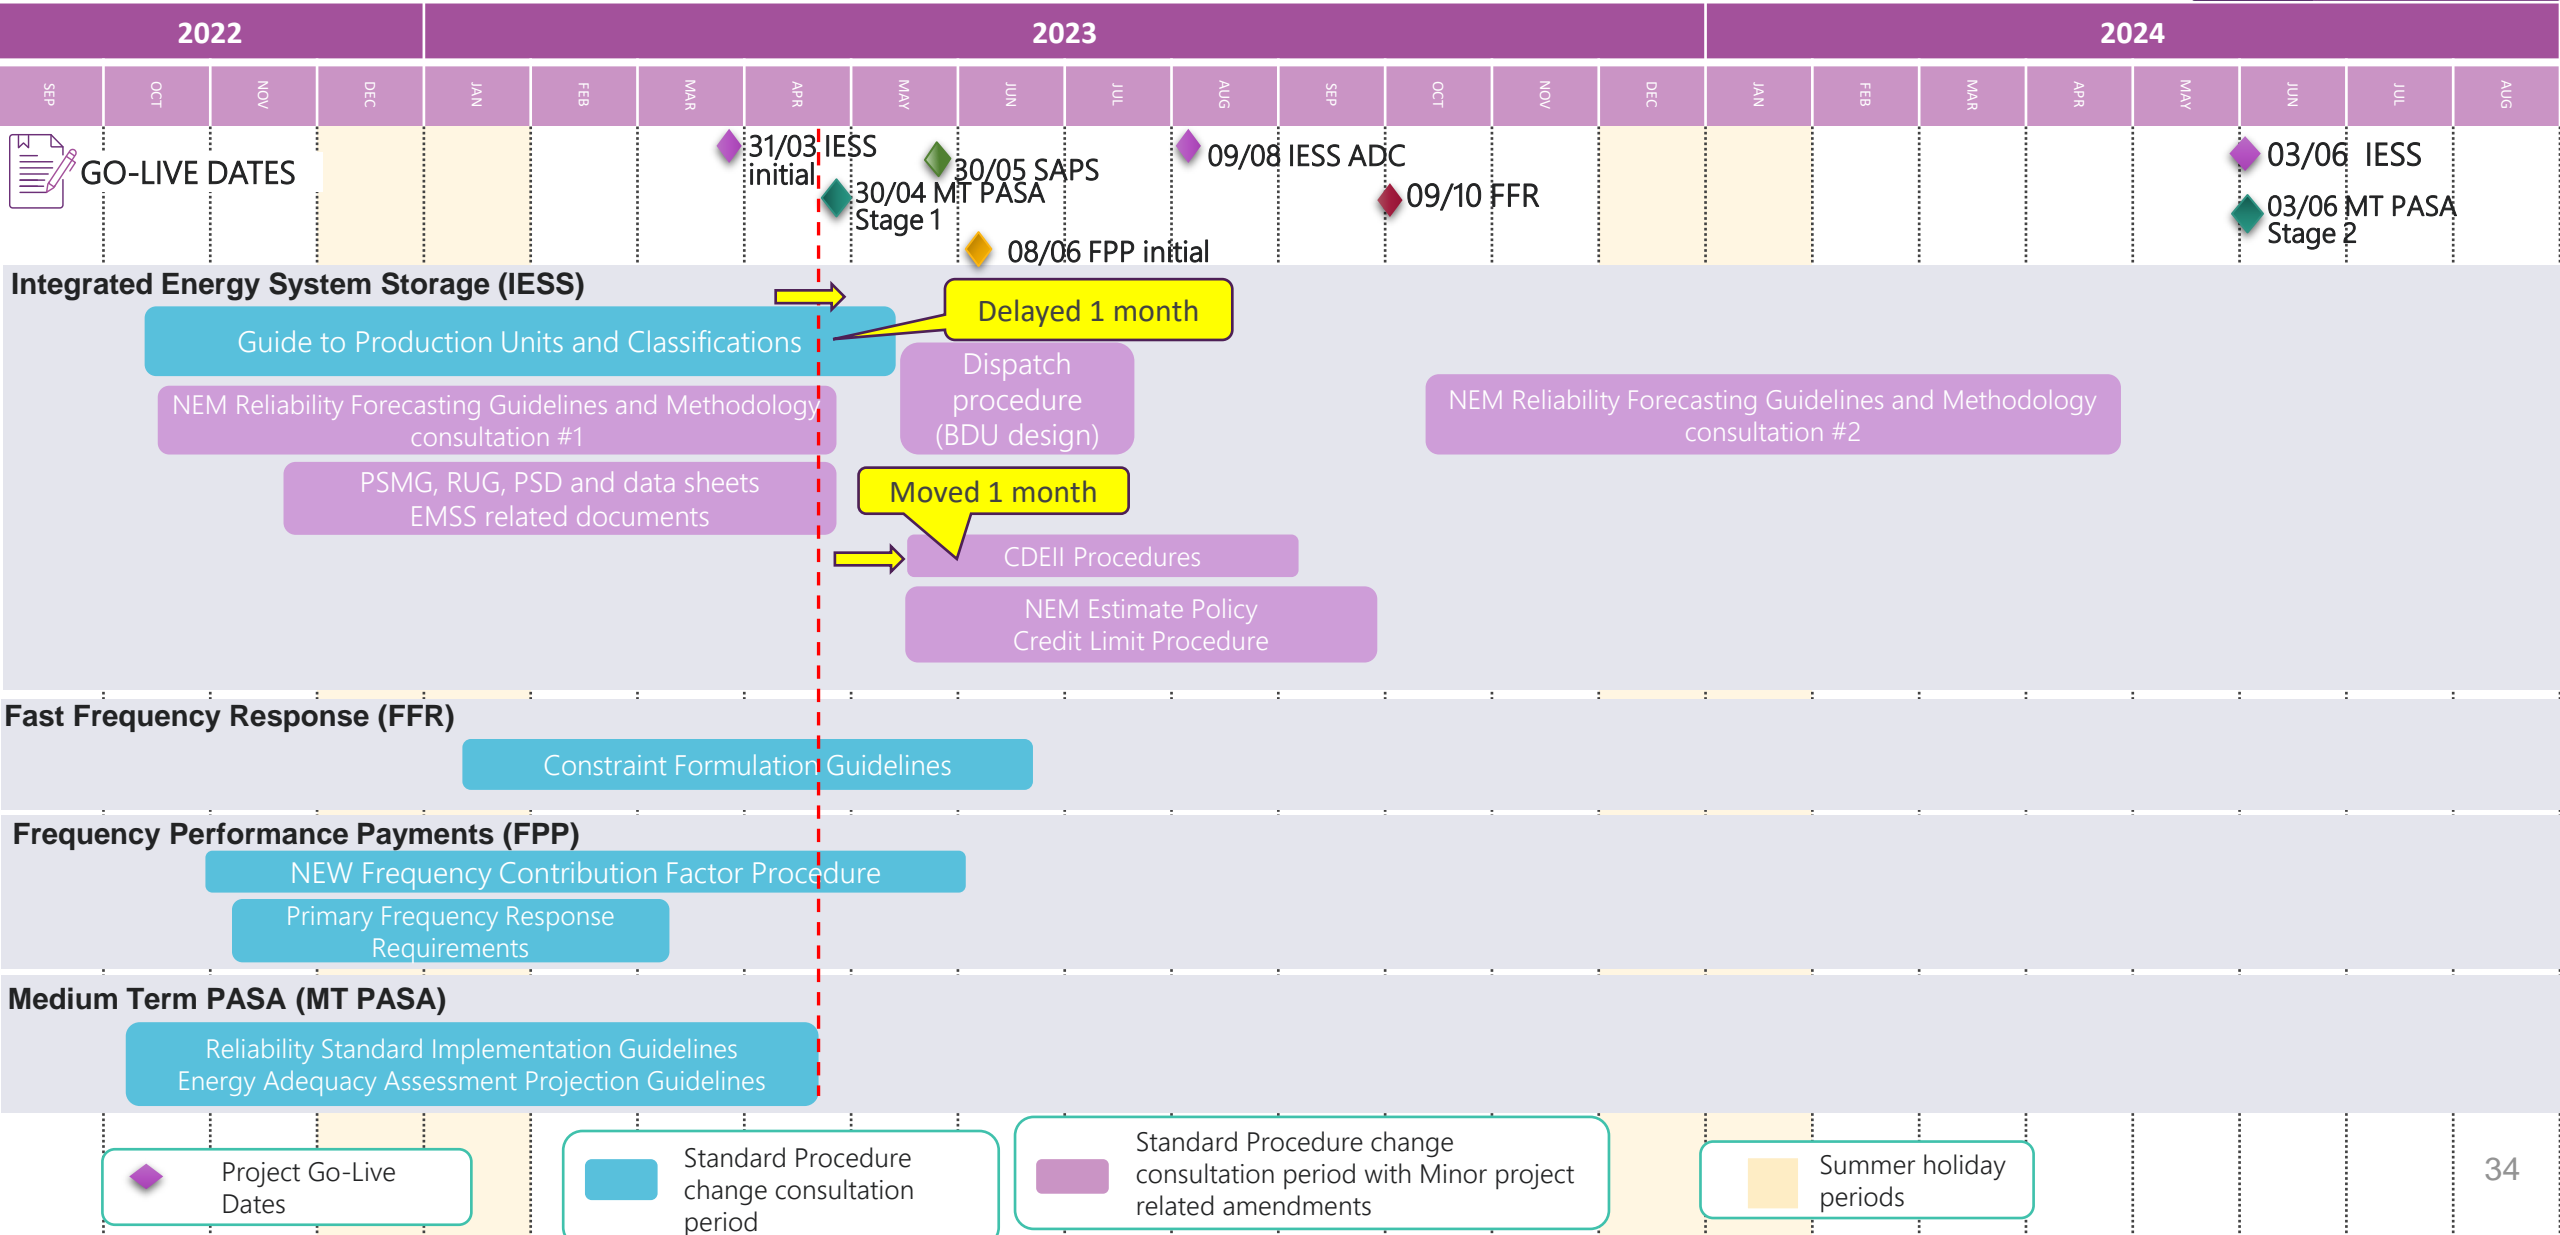 2022
2023
2024
SEP
OCT
NOV
DEC
JAN
FEB
MAR
APR
MAY
JUN
JUL
AUG
SEP
OCT
NOV
DEC
JAN
FEB
MAR
APR
MAY
JUN
JUL
AUG
GO-LIVE DATES
31/03 IESS
initial
30/04 MT PASA
Stage 1
30/05 SAPS
08/06 FPP initial
09/08 IESS ADC
09/10 FFR
03/06 IESS
03/06 MT PASA
Stage 2
Integrated Energy System Storage (IESS)
Guide to Production Units and Classifications
Delayed 1 month
NEM Reliability Forecasting Guidelines and Methodology
consultation #1
Dispatch
procedure
(BDU design)
NEM Reliability Forecasting Guidelines and Methodology
consultation #2
PSMG, RUG, PSD and data sheets
EMSS related documents
Moved 1 month
CDEII Procedures
NEM Estimate Policy
Credit Limit Procedure
Fast Frequency Response (FFR)
Constraint Formulation Guidelines
Frequency Performance Payments (FPP)
NEW Frequency Contribution Factor Procedure
Primary Frequency Response
Requirements
Medium Term PASA (MT PASA)
Reliability Standard Implementation Guidelines
Energy Adequacy Assessment Projection Guidelines
Project Go-Live
Dates
Standard Procedure
change consultation
period
Standard Procedure change
consultation period with Minor project
related amendments
Summer holiday
periods
34